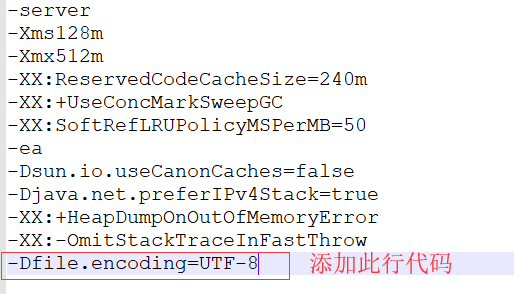 -server
-Xms128m
-Xmx512m
-XX:ReservedCodeCacheSize=240m
-XX:+UseConcMarkSweepGC
-XX:SoftRefLRUPolicyMSPerMB=50
-ea
-Dsun.io.useCanonCaches=false
-Djava.net.preferIPv4Stack=true
-XX:+HeapDumpOnOutOfMemoryError
-XX:-OmitStackTraceInFastThrow
-Dfile.encoding=UTF-8 添加此行代码